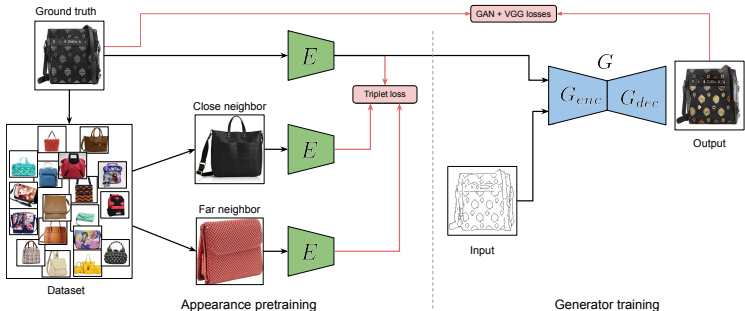 Ground truth
GAN + VGG losses
E
G
Triplet loss
G_enc
G_dec
Close neighbor
E
Output
Far neighbor
E
Input
Dataset
Appearance pretraining
Generator training